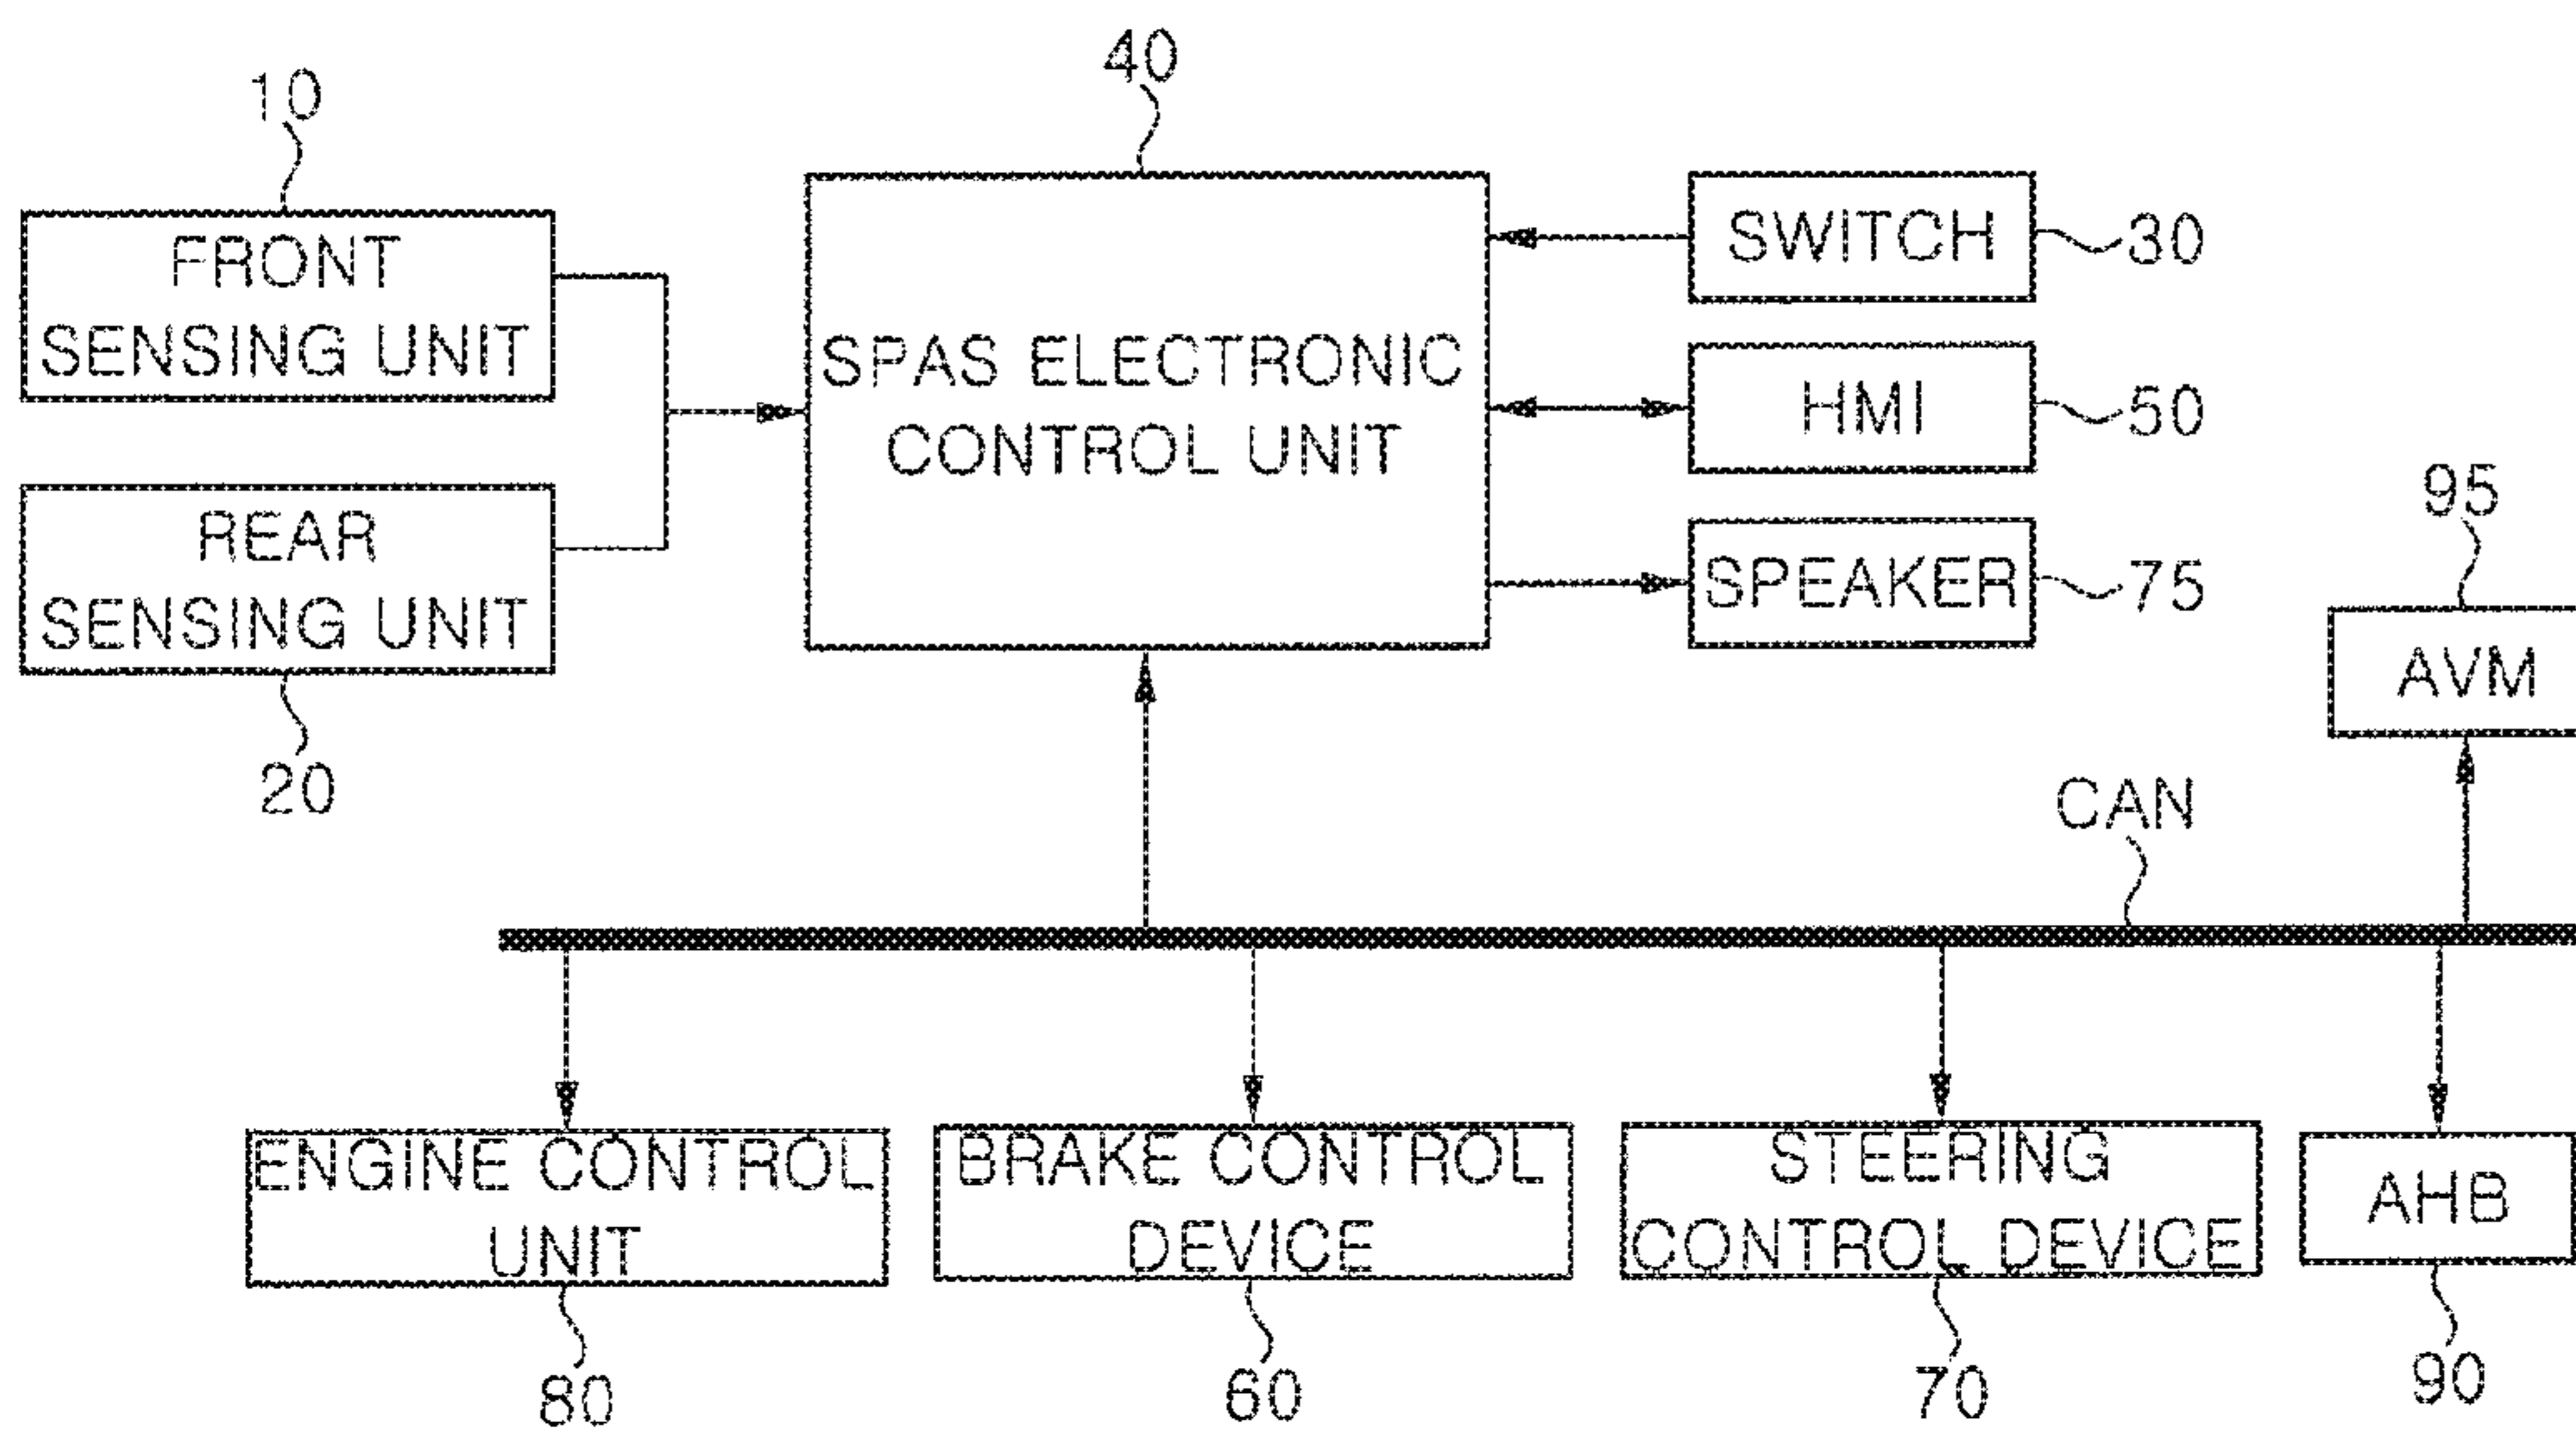 10
FRONT
SENSING UNIT
REAR
SENSING UNIT
20
40
SPAS ELECTRONIC
CONTROL UNIT
SWITCH
30
HMI
50
SPEAKER
75
95
AVM
CAN
ENGINE CONTROL
UNIT
80
BRAKE CONTROL
DEVICE
60
STEERING
CONTROL DEVICE
70
AHB
90